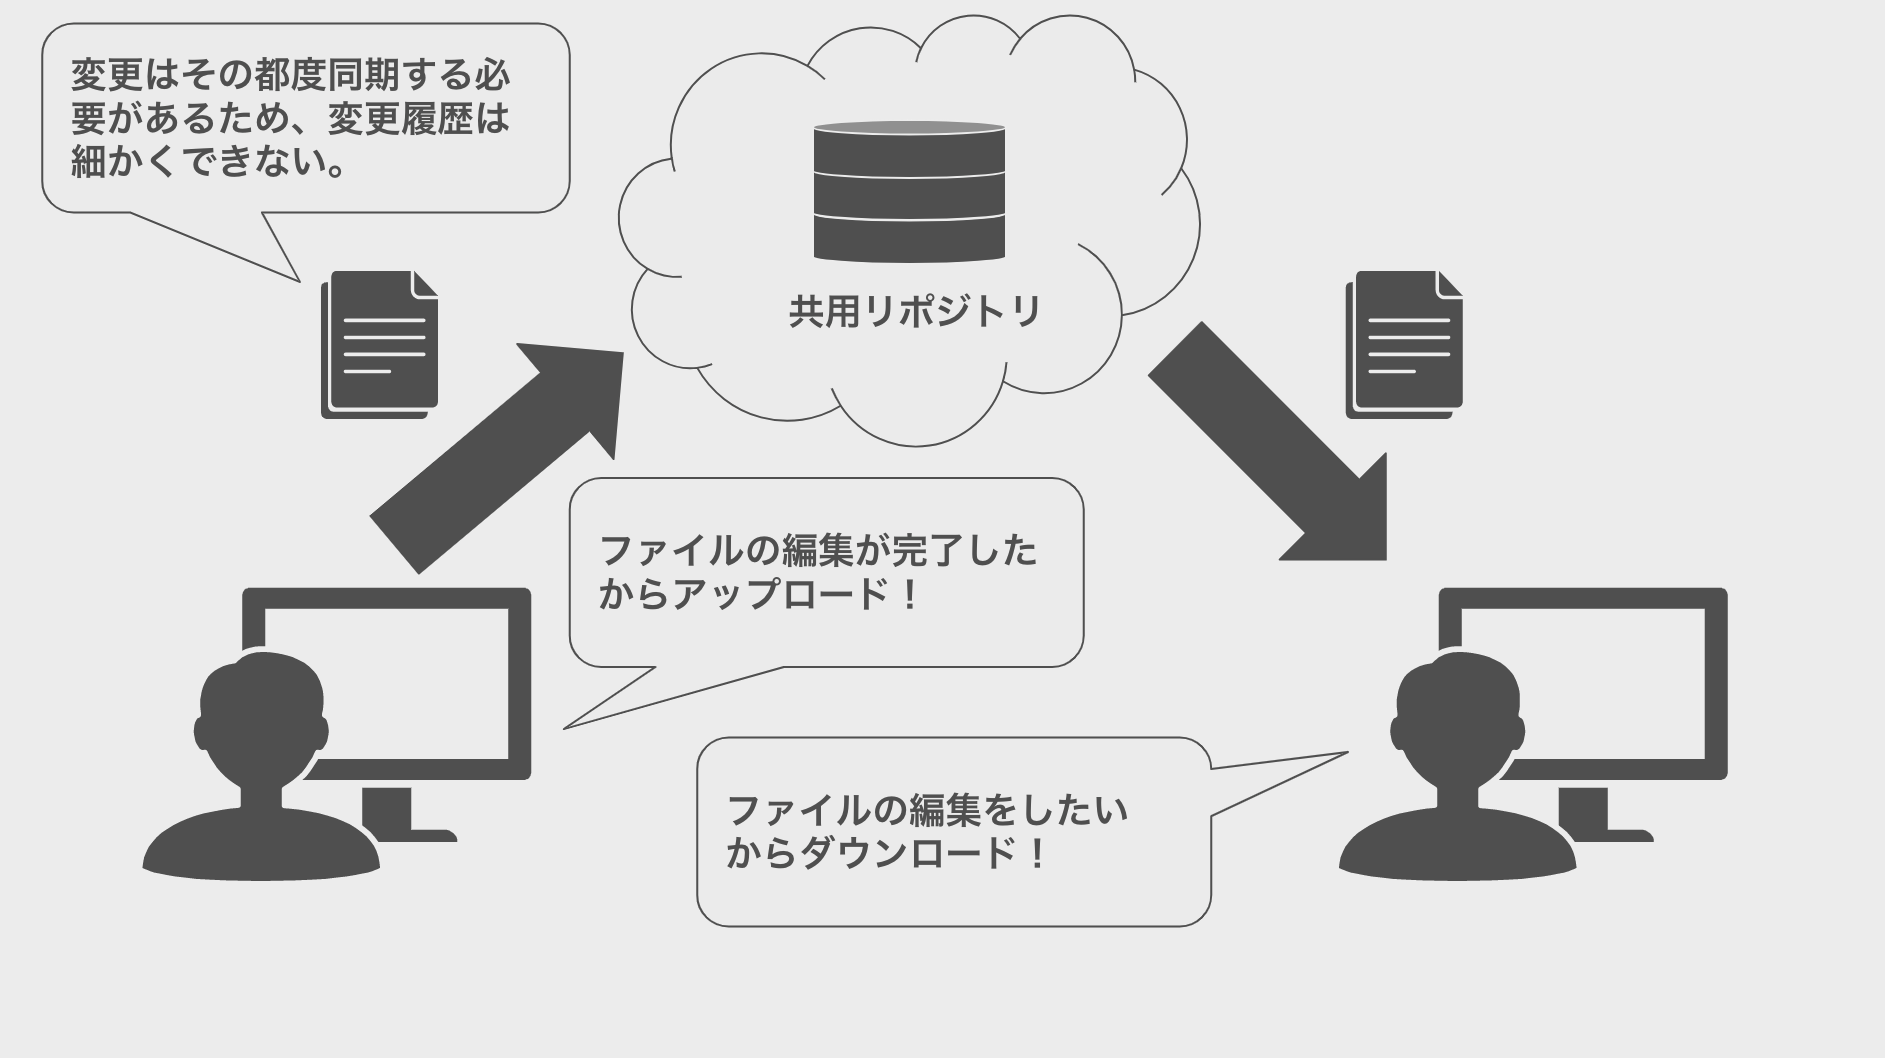 変更はその都度同期する必
要があるため、変更履歴は
細かくできない。
共用リポジトリ
ファイルの編集が完了した
からアップロード！
ファイルの編集をしたい
からダウンロード！